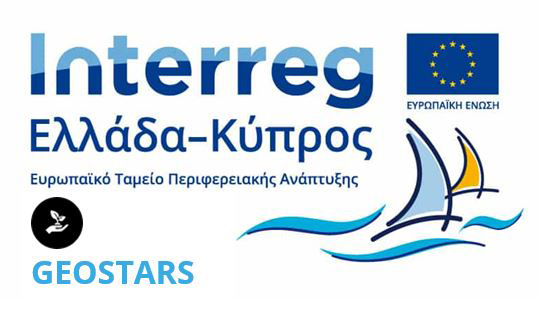 Interreg
ΕΥΡΩΠΑΪΚΗ ΕΝΩΣΗ
Ελλάδα-Κύπρος
Ευρωπαϊκό Ταμείο Περιφερειακής Ανάπτυξης
GEOSTARS